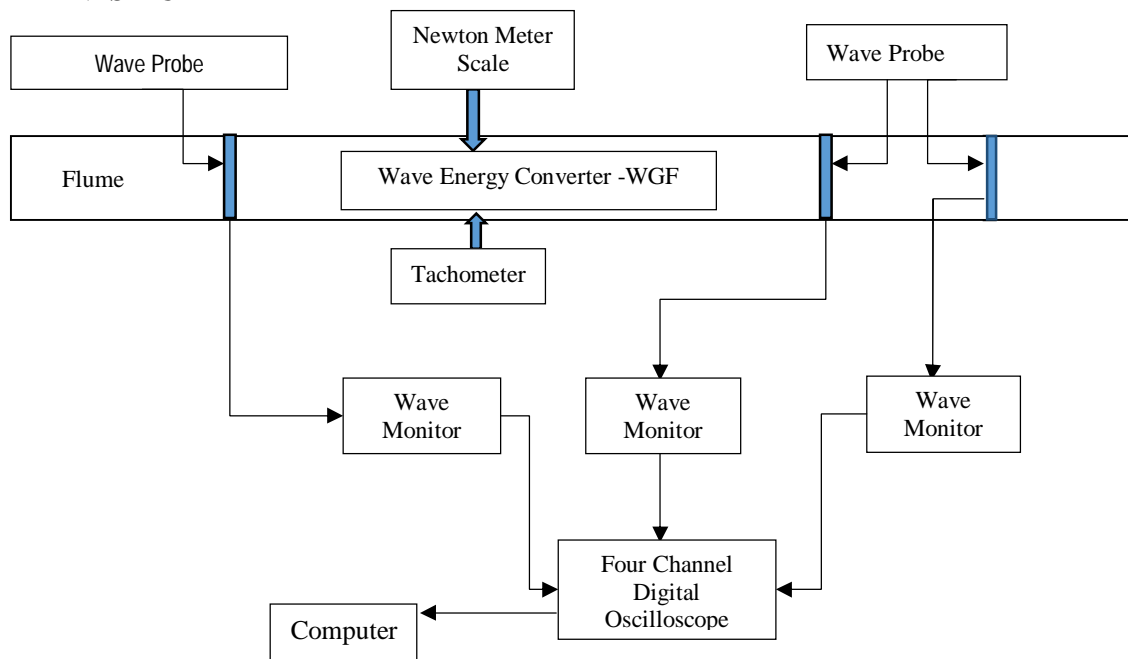 Newton Meter
Scale
Wave Probe
Wave Probe
Flume
Wave Energy Converter -WGF
Tachometer
Wave
Monitor
Wave
Monitor
Wave
Monitor
Four Channel
Digital
Oscilloscope
Computer